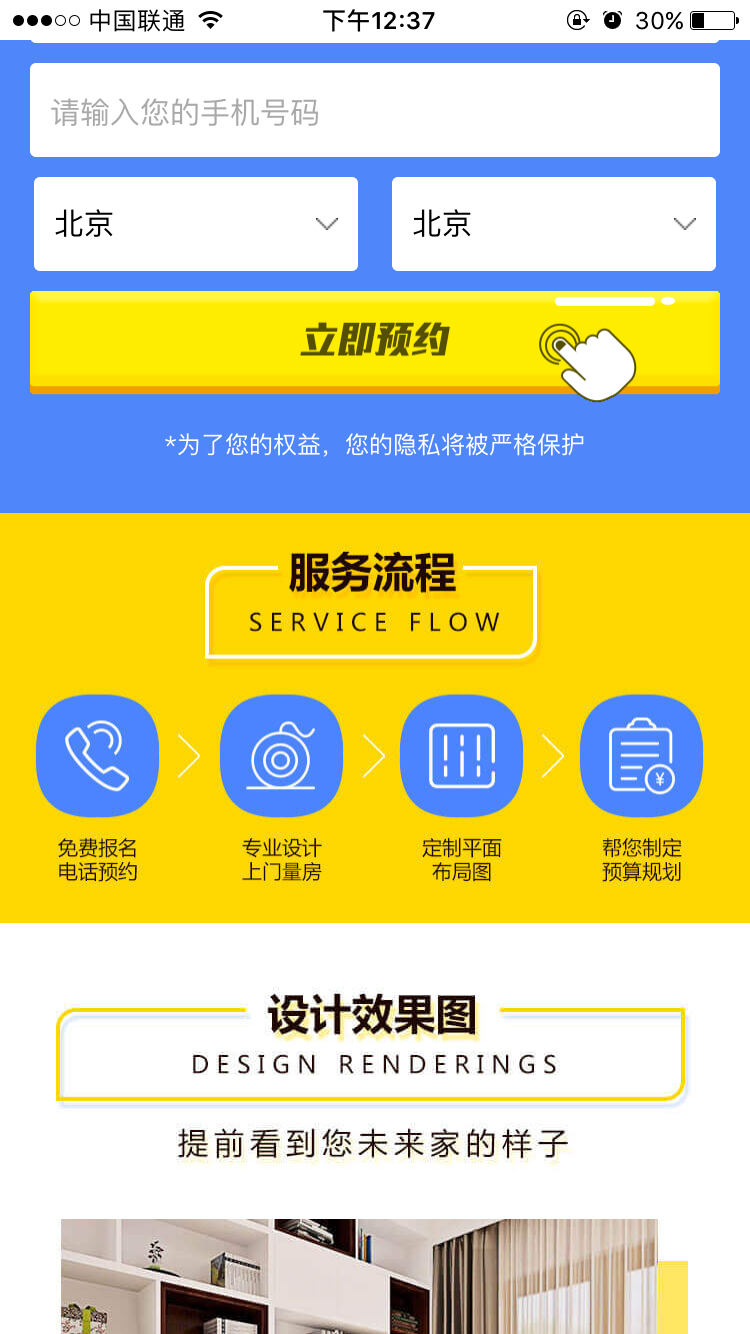 中国联通
下午12:37
30%
请输入您的手机号码
北京
北京
立即预约
*为了您的权益，您的隐私将被严格保护
服务流程
SERVICE FLOW
¥
免费报名
电话预约
专业设计
上门量房
定制平面
布局图
帮您制定
预算规划
设计效果图
DESIGN RENDERINGS
提前看到您未来家的样子